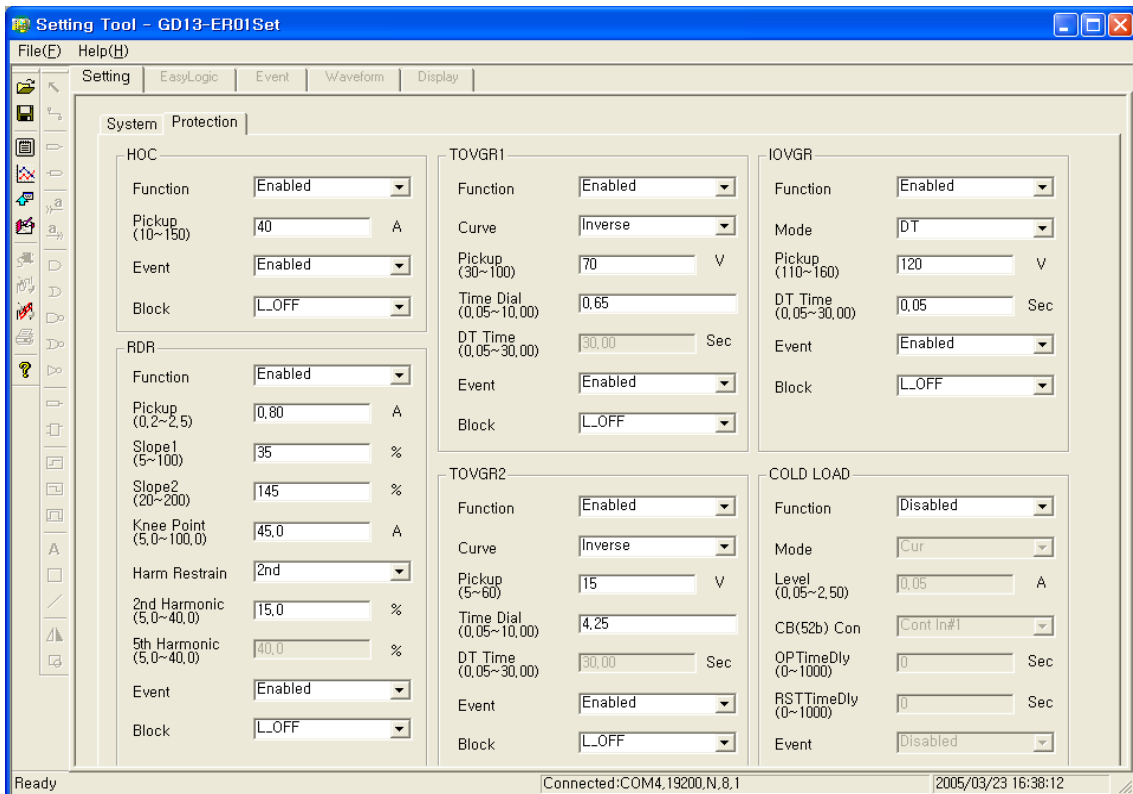 Setting Tool - GD13-ER01Set
File(F) Help(H)
Setting EasyLogic Event Waveform Display
System Protection
HOC
Function Enabled
Pickup (10~150) 40 A
Event Enabled
Block L_OFF
RDR
Function Enabled
Pickup (0,2~2,5) 0,80 A
Slope1 (5~100) 35 %
Slope2 (20~200) 145 %
Knee Point (5,0~100,0) 45,0 A
Harm Restrain 2nd
2nd Harmonic (5,0~40,0) 15,0 %
5th Harmonic (5,0~40,0) 40,0 %
Event Enabled
Block L_OFF
TOVGR1
Function Enabled
Curve Inverse
Pickup (30~100) 70 V
Time Dial (0,05~10,00) 0,65
DT Time (0,05~30,00) 30,00 Sec
Event Enabled
Block L_OFF
TOVGR2
Function Enabled
Curve Inverse
Pickup (5~60) 15 V
Time Dial (0,05~10,00) 4,25
DT Time (0,05~30,00) 30,00 Sec
Event Enabled
Block L_OFF
IOVGR
Function Enabled
Mode DT
Pickup (110~160) 120 V
DT Time (0,05~30,00) 0,05 Sec
Event Enabled
Block L_OFF
COLD LOAD
Function Disabled
Mode Cur
Level (0,05~2,50) 0,05 A
CB(52b) Con Cont In#1
OPTimeDly (0~1000) 0 Sec
RSTTimeDly (0~1000) 0 Sec
Event Disabled
Ready Connected:COM4,19200,N,8,1 2005/03/23 16:38:12